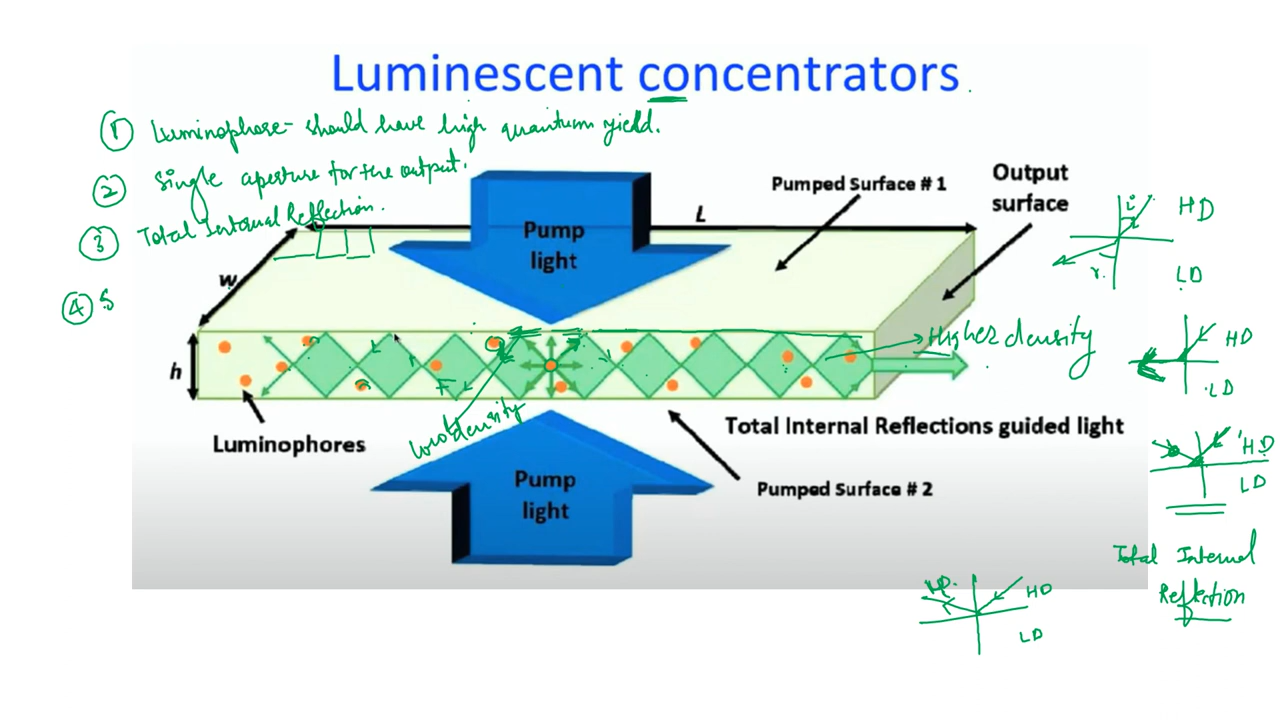 Luminescent concentrators
① Luminophore- should have high quantum yield.
② Single aperture for the output.
③ Total Internal Reflection.
④ S
Pumped Surface # 1
Output
surface
L
w
h
Pump
light
Higher density
Low density
Luminophores
Total Internal Reflections guided light
Pumped Surface # 2
Pump
light
i
i
HD
r
LD
HD
LD
HD
LD
Total Internal
Reflection
HD
HD
LD